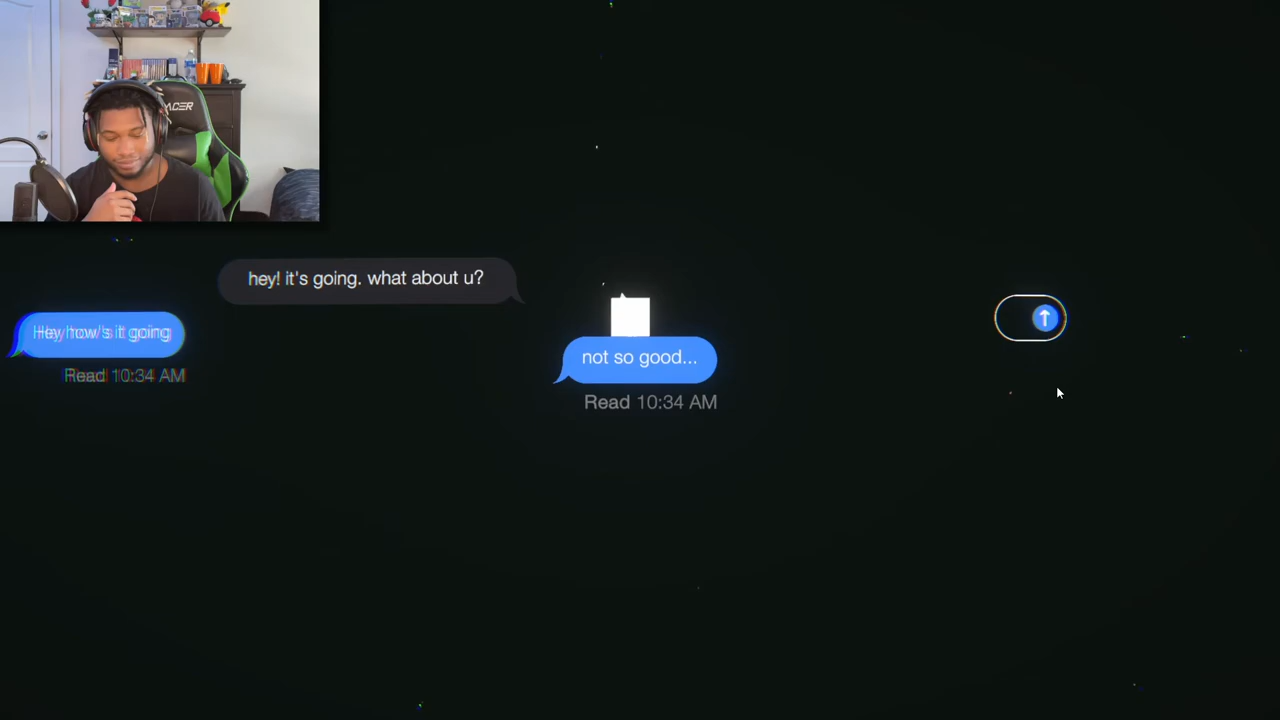 ACER
hey! it's going. what about u?
Hey how's it going
Read 10:34 AM
not so good...
Read 10:34 AM